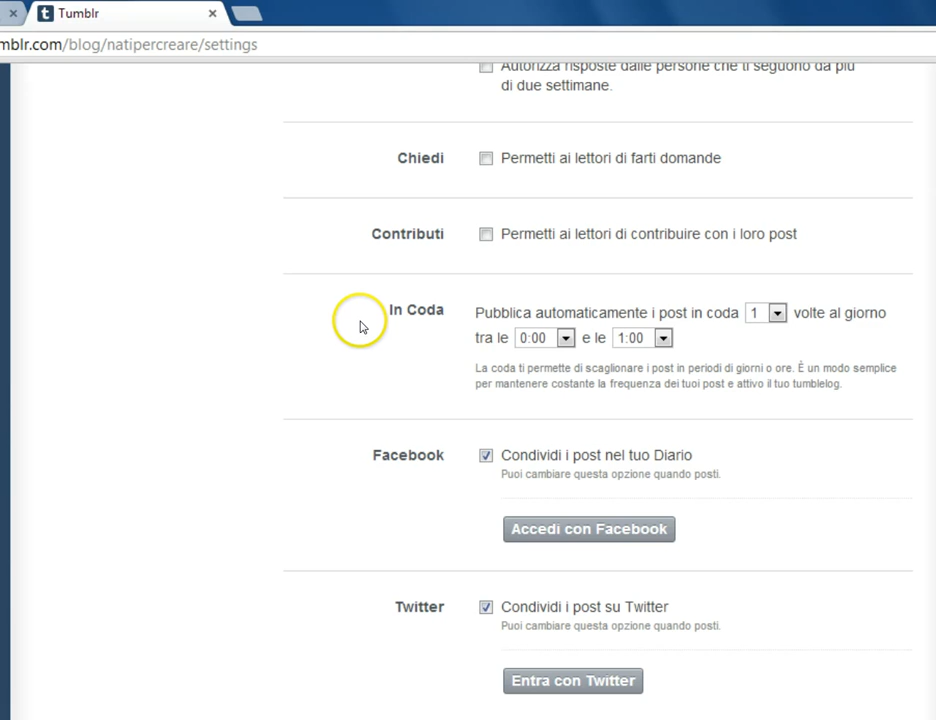 Tumblr
mblr.com/blog/natipercreare/settings
Autorizza risposte dalle persone che ti seguono da più
di due settimane.
Chiedi
Permetti ai lettori di farti domande
Contributi
Permetti ai lettori di contribuire con i loro post
In Coda
Pubblica automaticamente i post in coda 1 volte al giorno
tra le 0:00 e le 1:00
La coda ti permette di scaglionare i post in periodi di giorni o ore. È un modo semplice
per mantenere costante la frequenza dei tuoi post e attivo il tuo tumblelog.
Facebook
Condividi i post nel tuo Diario
Puoi cambiare questa opzione quando posti.
Accedi con Facebook
Twitter
Condividi i post su Twitter
Puoi cambiare questa opzione quando posti.
Entra con Twitter